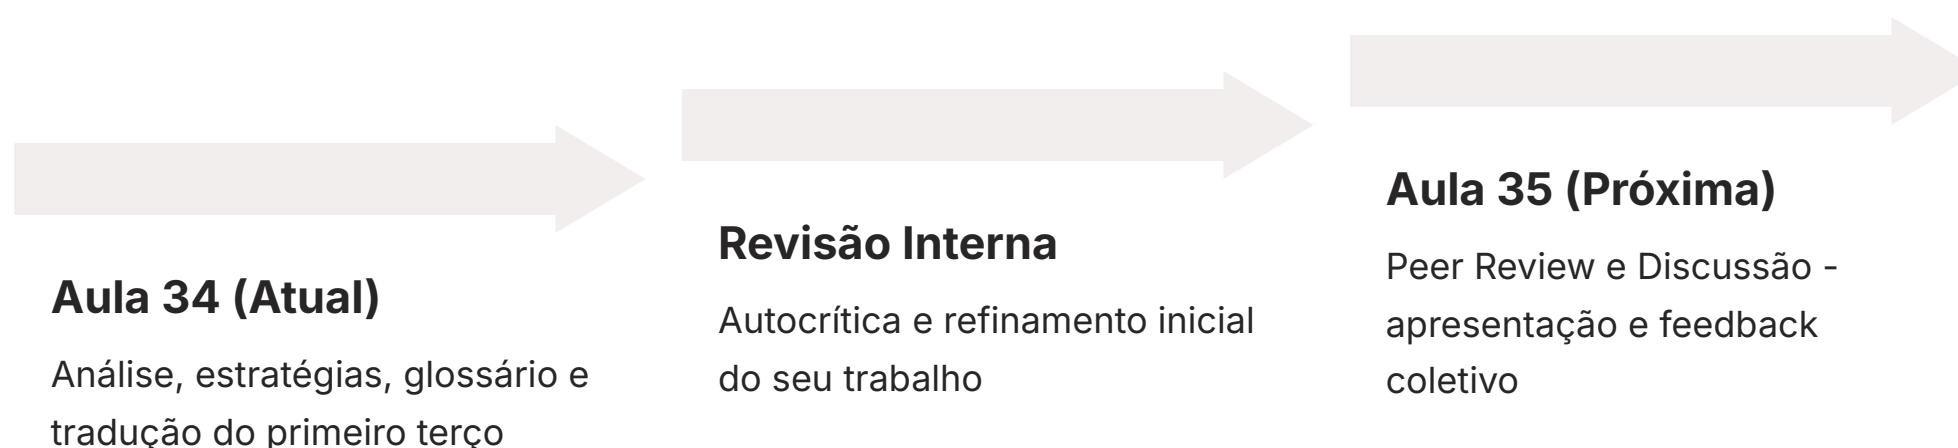 Aula 34 (Atual)
Análise, estratégias, glossário e
tradução do primeiro terço
Revisão Interna
Autocrítica e refinamento inicial
do seu trabalho
Aula 35 (Próxima)
Peer Review e Discussão -
apresentação e feedback
coletivo